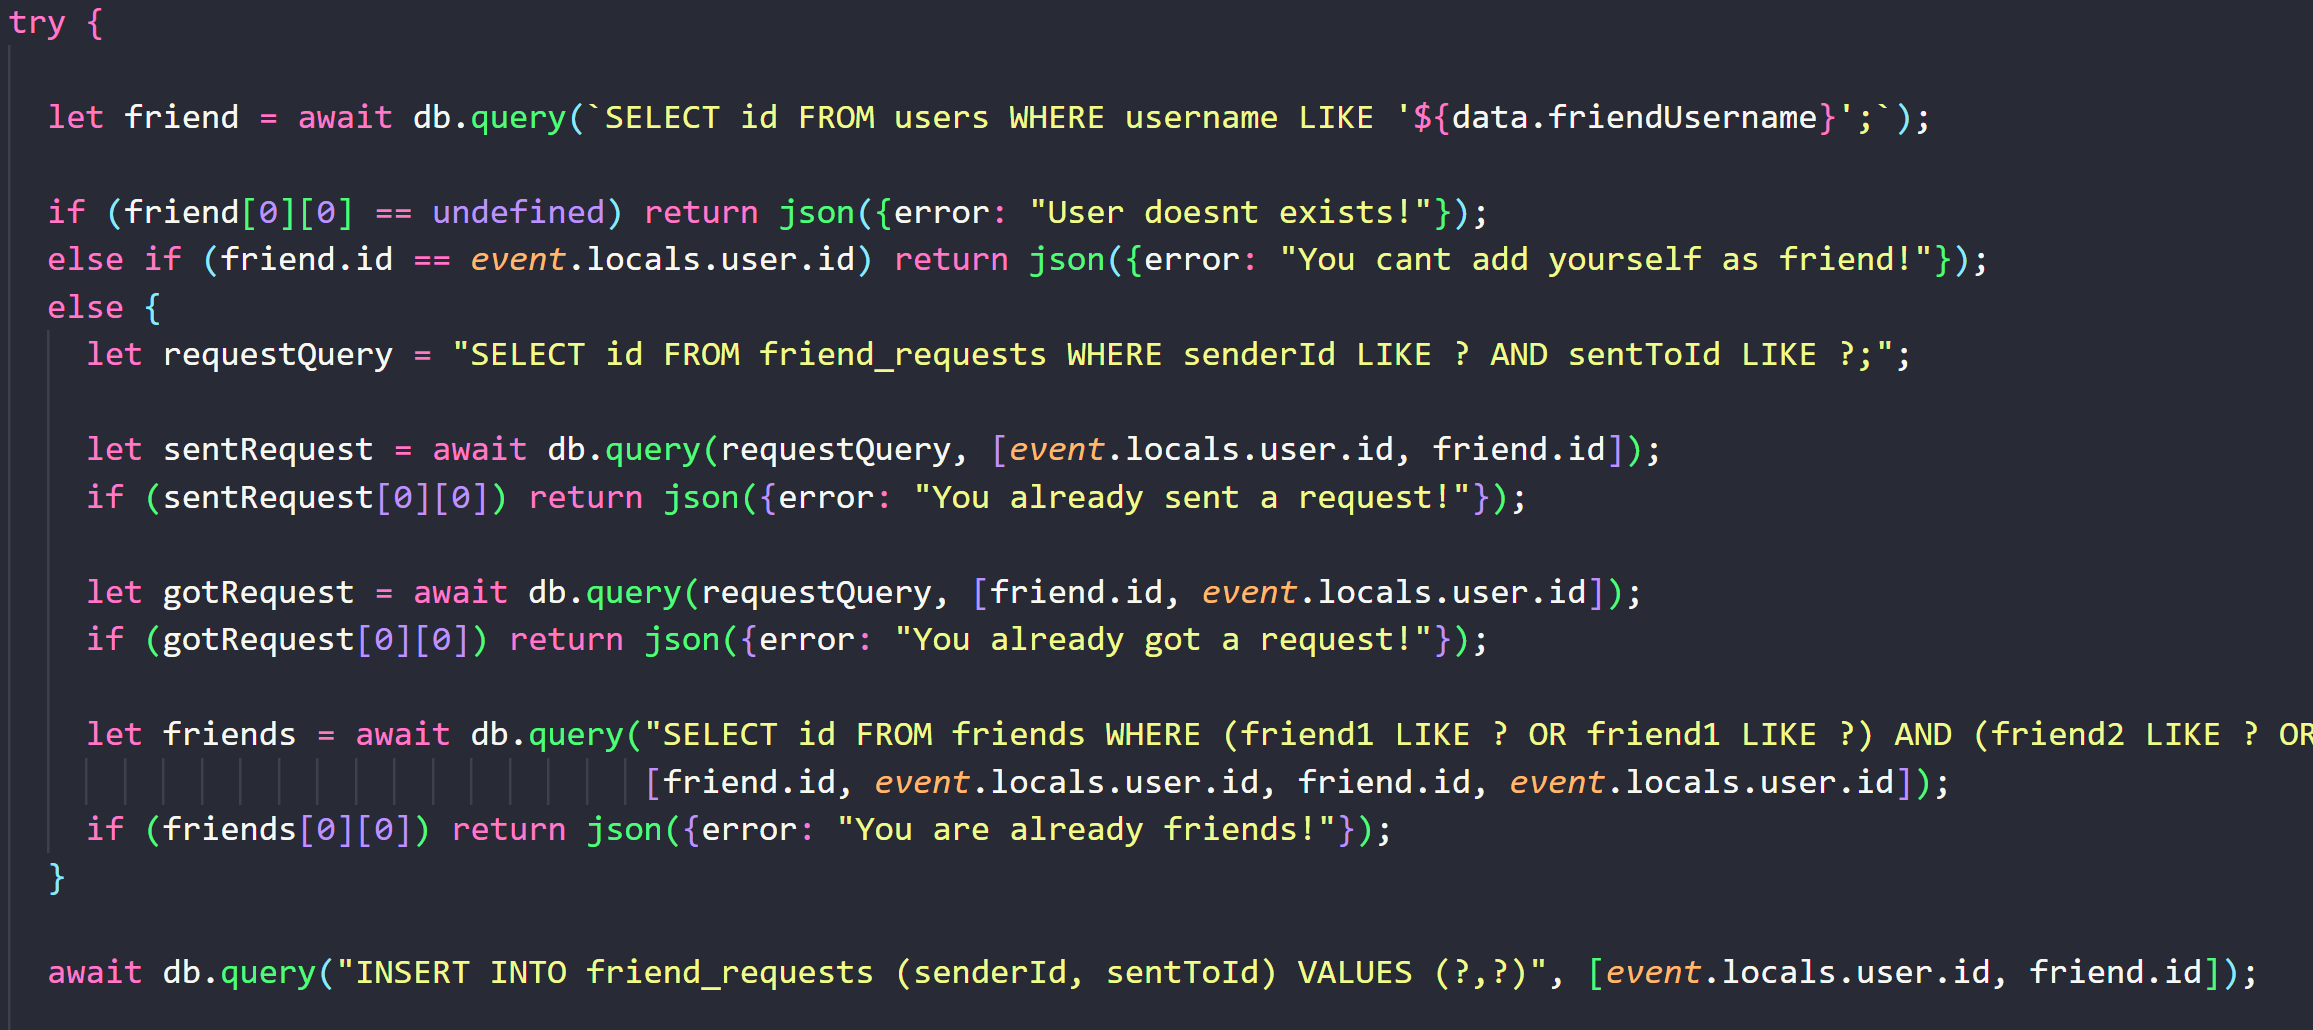 try {
let friend = await db.query(`SELECT id FROM users WHERE username LIKE '${data.friendUsername}';`);
if (friend[0][0] == undefined) return json({error: "User doesnt exists!"});
else if (friend.id == event.locals.user.id) return json({error: "You cant add yourself as friend!"});
else {
let requestQuery = "SELECT id FROM friend_requests WHERE senderId LIKE ? AND sentToId LIKE ?;";
let sentRequest = await db.query(requestQuery, [event.locals.user.id, friend.id]);
if (sentRequest[0][0]) return json({error: "You already sent a request!"});
let gotRequest = await db.query(requestQuery, [friend.id, event.locals.user.id]);
if (gotRequest[0][0]) return json({error: "You already got a request!"});
let friends = await db.query("SELECT id FROM friends WHERE (friend1 LIKE ? OR friend1 LIKE ?) AND (friend2 LIKE ? OR
[friend.id, event.locals.user.id, friend.id, event.locals.user.id]);
if (friends[0][0]) return json({error: "You are already friends!"});
}
await db.query("INSERT INTO friend_requests (senderId, sentToId) VALUES (?,?)", [event.locals.user.id, friend.id]);